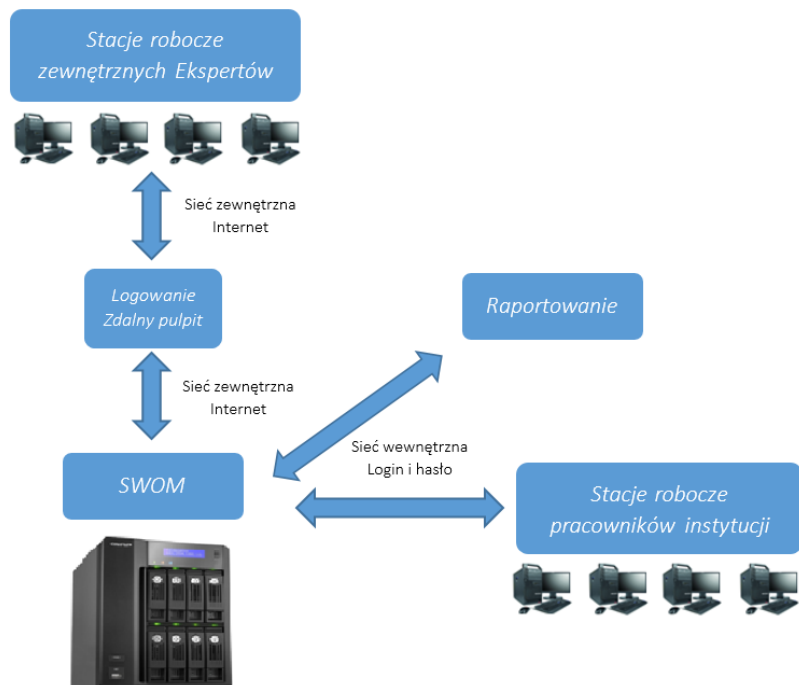 Stacje robocze
zewnętrznych Ekspertów
Sieć zewnętrzna
Internet
Logowanie
Zdalny pulpit
Raportowanie
Sieć zewnętrzna
Internet
Sieć wewnętrzna
Login i hasło
SWOM
Stacje robocze
pracowników instytucji